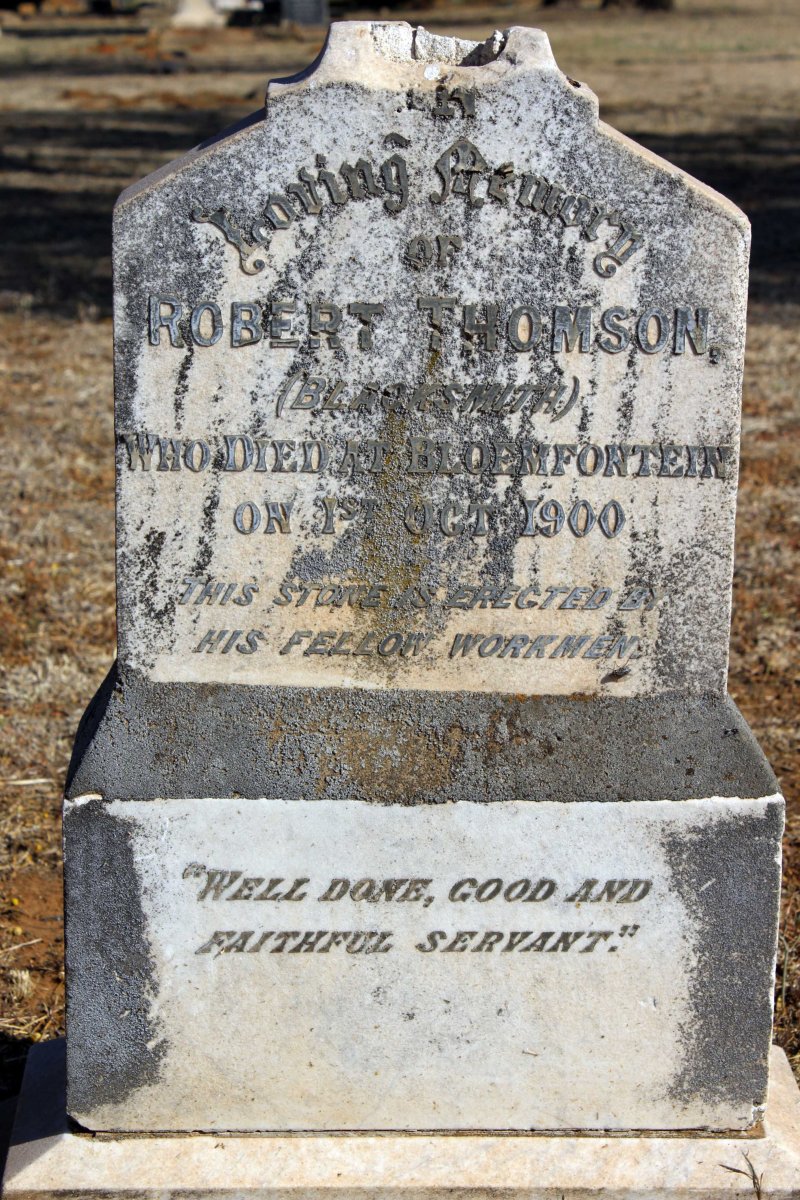 In
Loving Memory
OF
ROBERT THOMSON,
(BLACKSMITH)
WHO DIED AT BLOEMFONTEIN
ON 1ST OCT 1900
THIS STONE IS ERECTED BY
HIS FELLOW WORKMEN.
"WELL DONE, GOOD AND
FAITHFUL SERVANT."